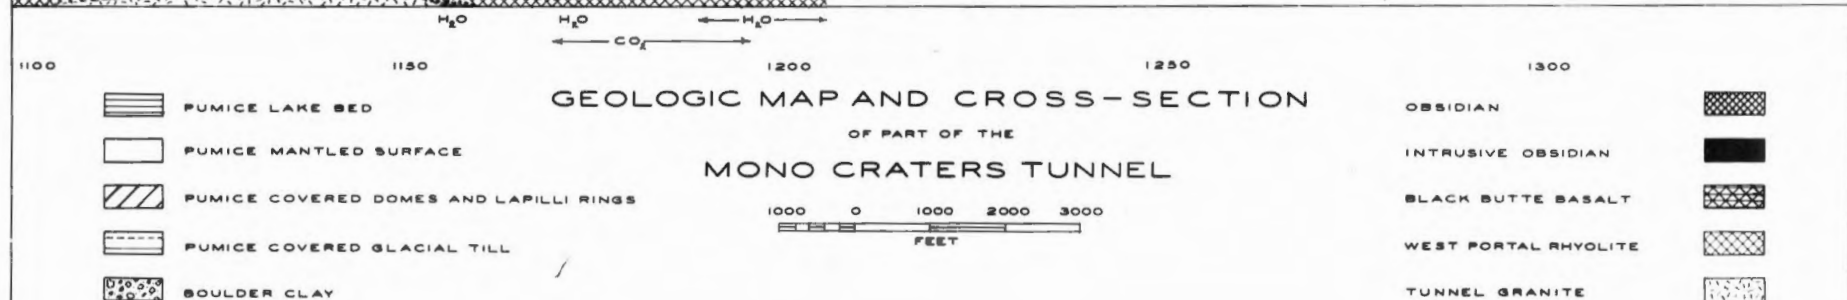 H2O H2O H2O
CO2
1100 1150 1200 1250 1300
GEOLOGIC MAP AND CROSS-SECTION
OF PART OF THE
MONO CRATERS TUNNEL
1000 0 1000 2000 3000
FEET
PUMICE LAKE BED
PUMICE MANTLED SURFACE
PUMICE COVERED DOMES AND LAPILLI RINGS
PUMICE COVERED GLACIAL TILL
BOULDER CLAY
OBSIDIAN
INTRUSIVE OBSIDIAN
BLACK BUTTE BASALT
WEST PORTAL RHYOLITE
TUNNEL GRANITE